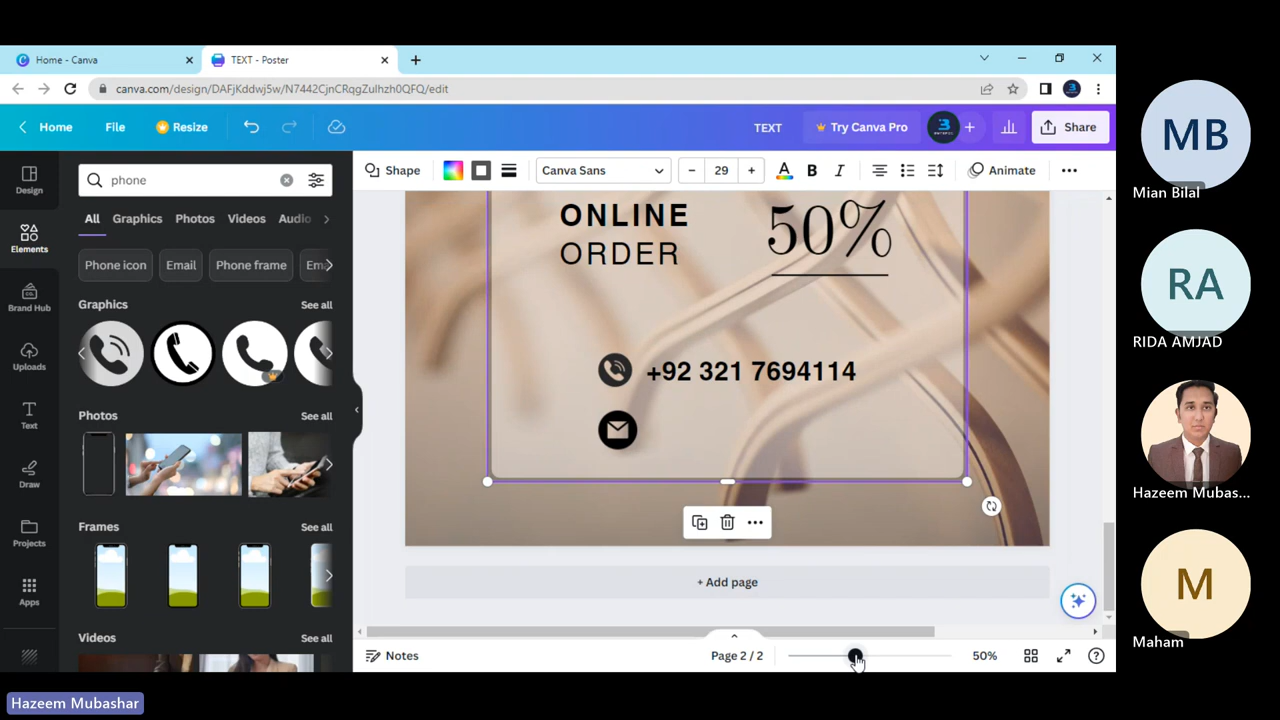 Home - Canva
TEXT - Poster
canva.com/design/DAFjKddwj5w/N7442CjnCRqgZulhzh0QFQ/edit
Home
File
Resize
TEXT
Try Canva Pro
Share
Design
Elements
Brand Hub
Uploads
Text
Draw
Projects
Apps
phone
All
Graphics
Photos
Videos
Audio
Phone icon
Email
Phone frame
Graphics
See all
Photos
See all
Frames
See all
Videos
See all
Shape
Canva Sans
29
A
B
I
Animate
ONLINE
ORDER
50%
+92 321 7694114
+ Add page
Notes
Page 2 / 2
50%
MB
Mian Bilal
RA
RIDA AMJAD
Hazeem Mubas...
M
Maham
Hazeem Mubashar